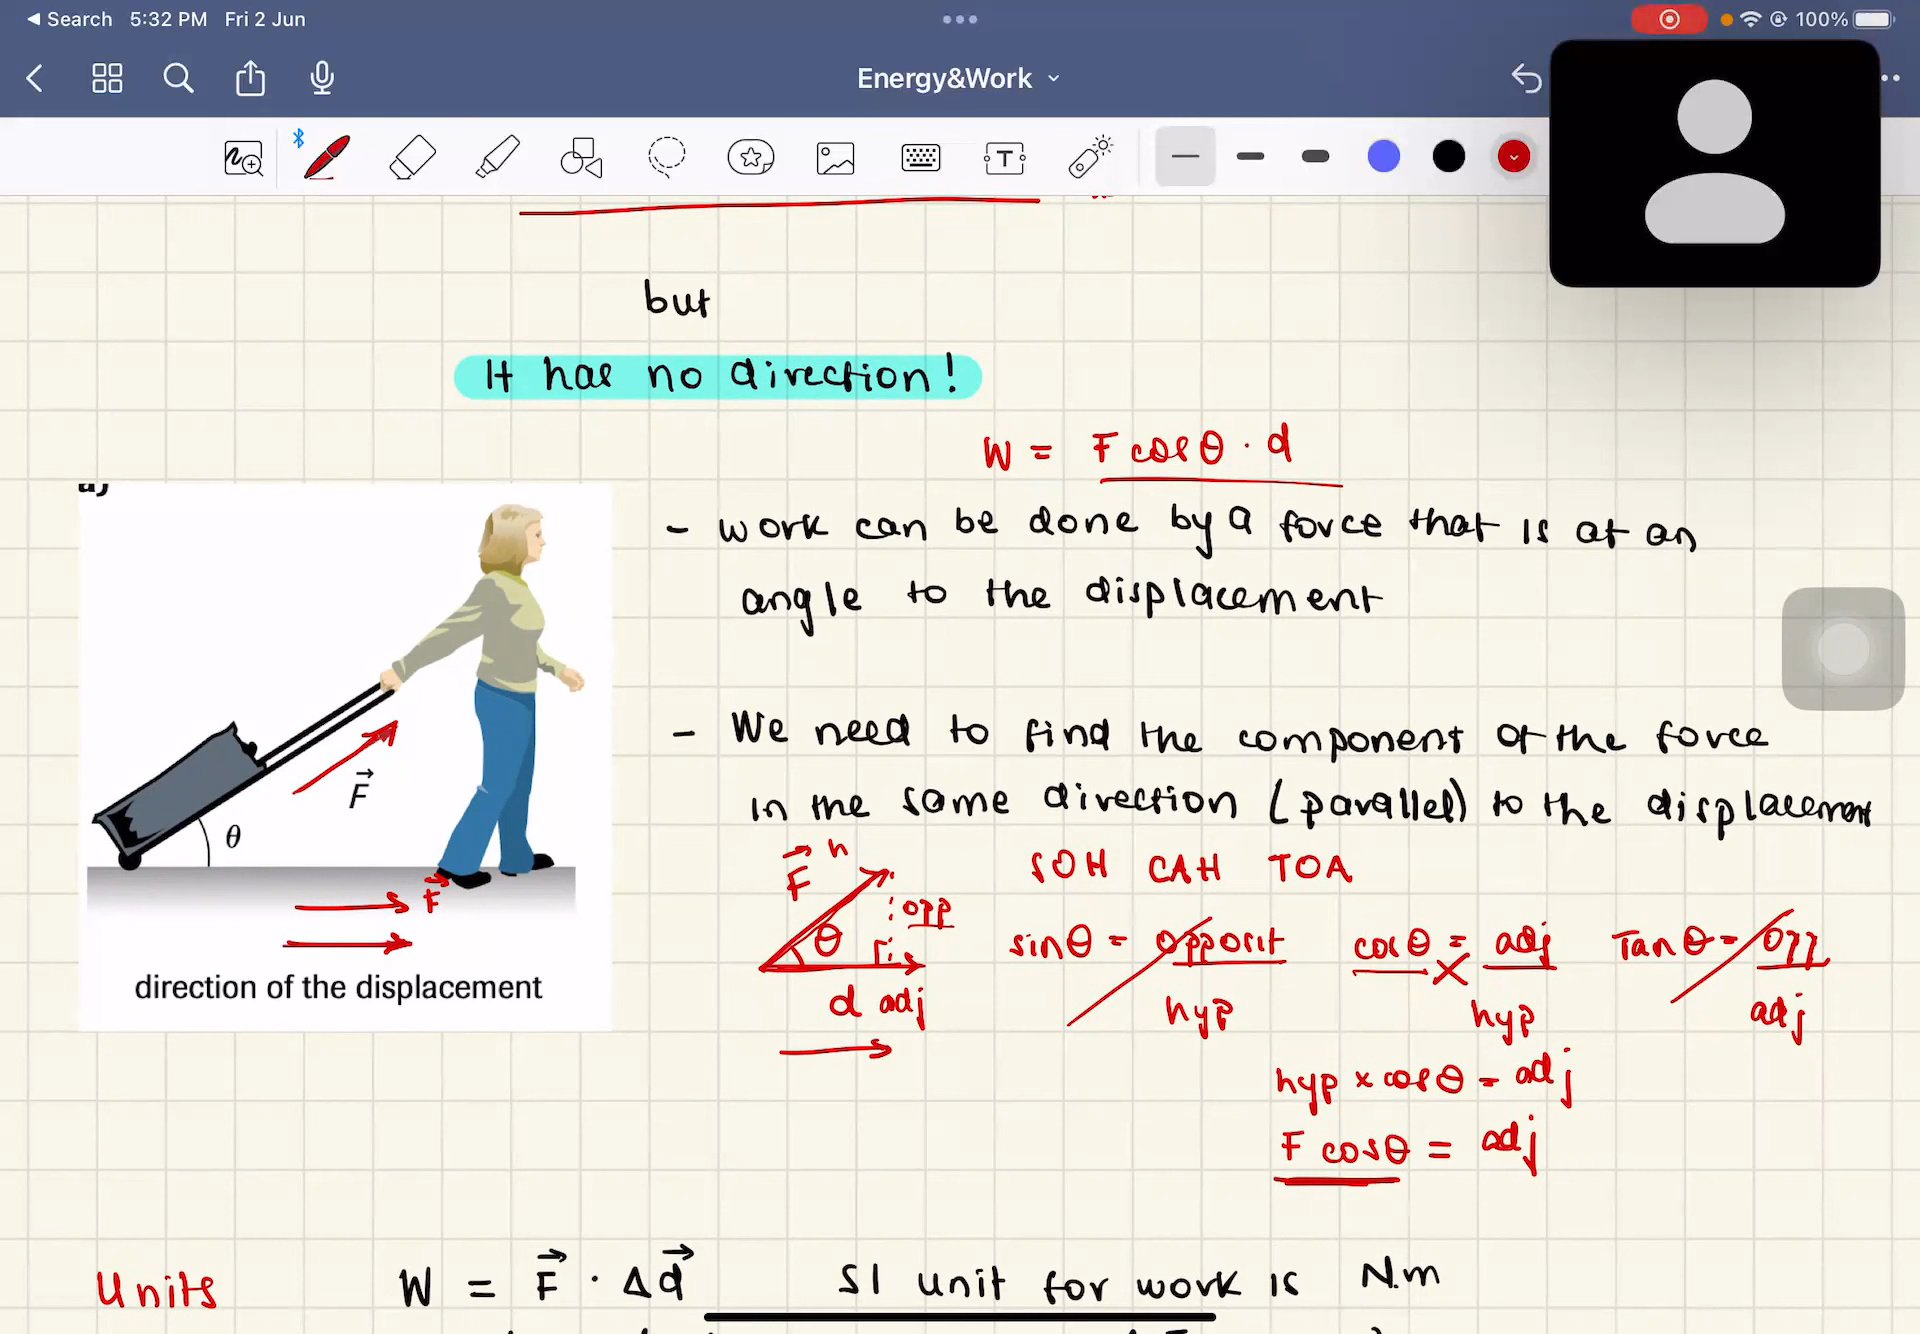 Search 5:32 PM Fri 2 Jun
100%
Energy&Work
T
but
It has no direction!
W = F cosθ · d
a)
- work can be done by a force that is at an
angle to the displacement
- We need to find the component of the force
in the same direction (parallel) to the displacement
F
θ
F
direction of the displacement
F h
opp
θ
d adj
SOH CAH TOA
sinθ = opposit
hyp
cosθ = adj
hyp
Tanθ = opp
adj
hyp x cosθ = adj
F cosθ = adj
Units W = F · Δd SI unit for work is N.m